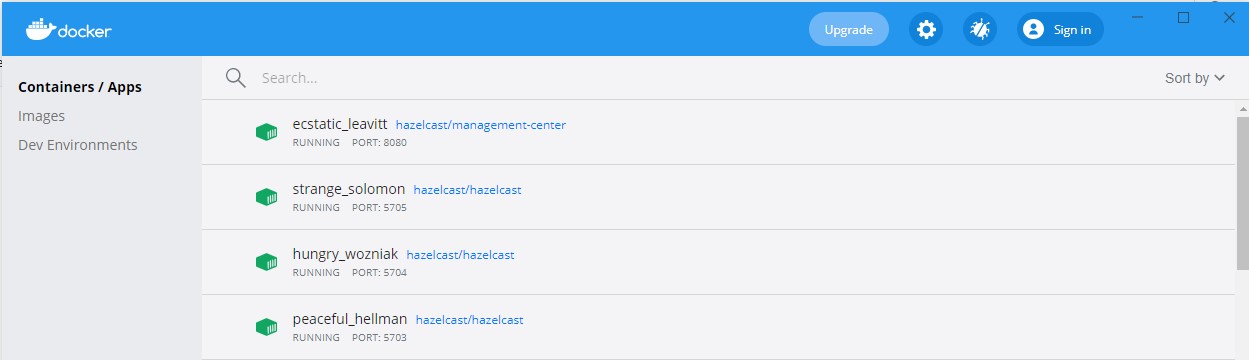 docker
Upgrade
Sign in
Containers / Apps
Images
Dev Environments
Search...
Sort by
ecstatic_leavitt hazelcast/management-center
RUNNING PORT: 8080
strange_solomon hazelcast/hazelcast
RUNNING PORT: 5705
hungry_wozniak hazelcast/hazelcast
RUNNING PORT: 5704
peaceful_hellman hazelcast/hazelcast
RUNNING PORT: 5703